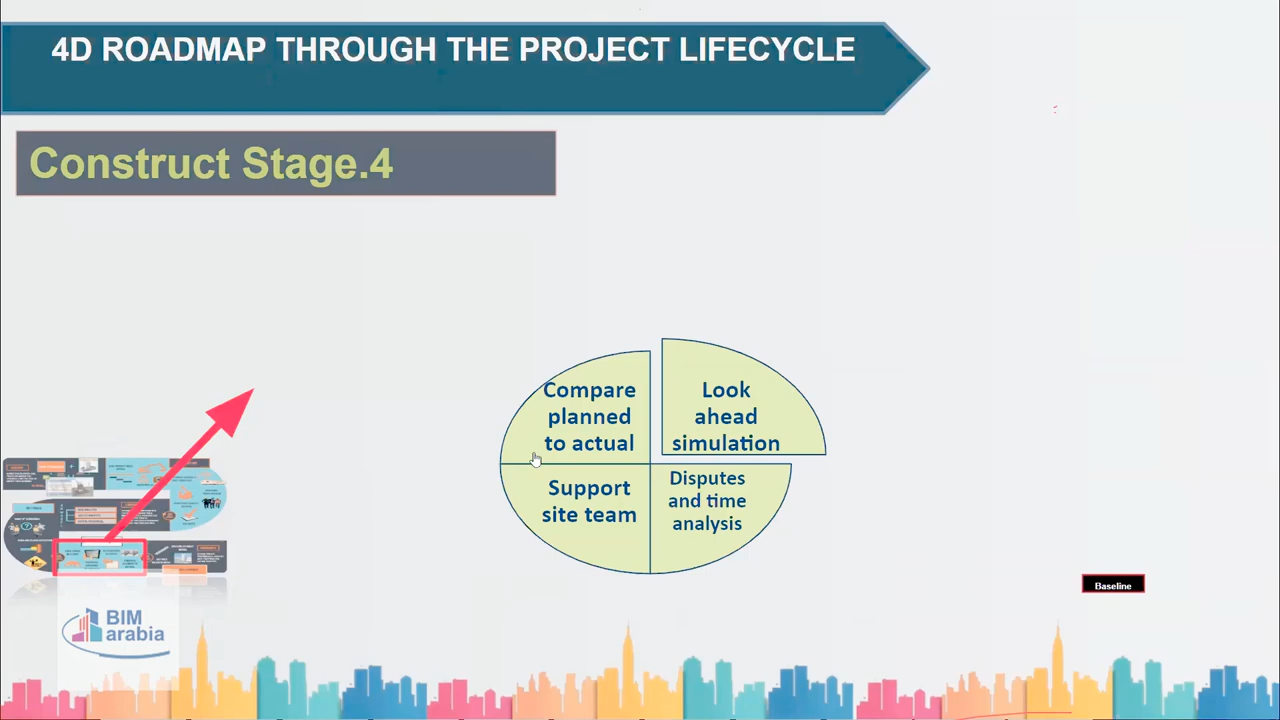 4D ROADMAP THROUGH THE PROJECT LIFECYCLE
Construct Stage.4
Compare
planned
to actual
Look
ahead
simulation
Support
site team
Disputes
and time
analysis
Baseline
BIM
arabia